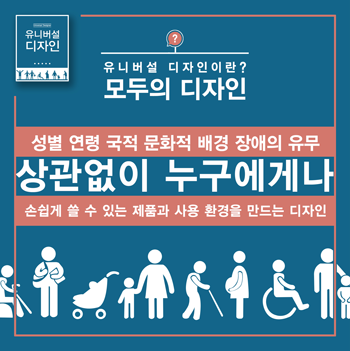 유니버설
디자인
유니버설 디자인이란?
모두의 디자인
성별 연령 국적 문화적 배경 장애의 유무
상관없이 누구에게나
손쉽게 쓸 수 있는 제품과 사용 환경을 만드는 디자인